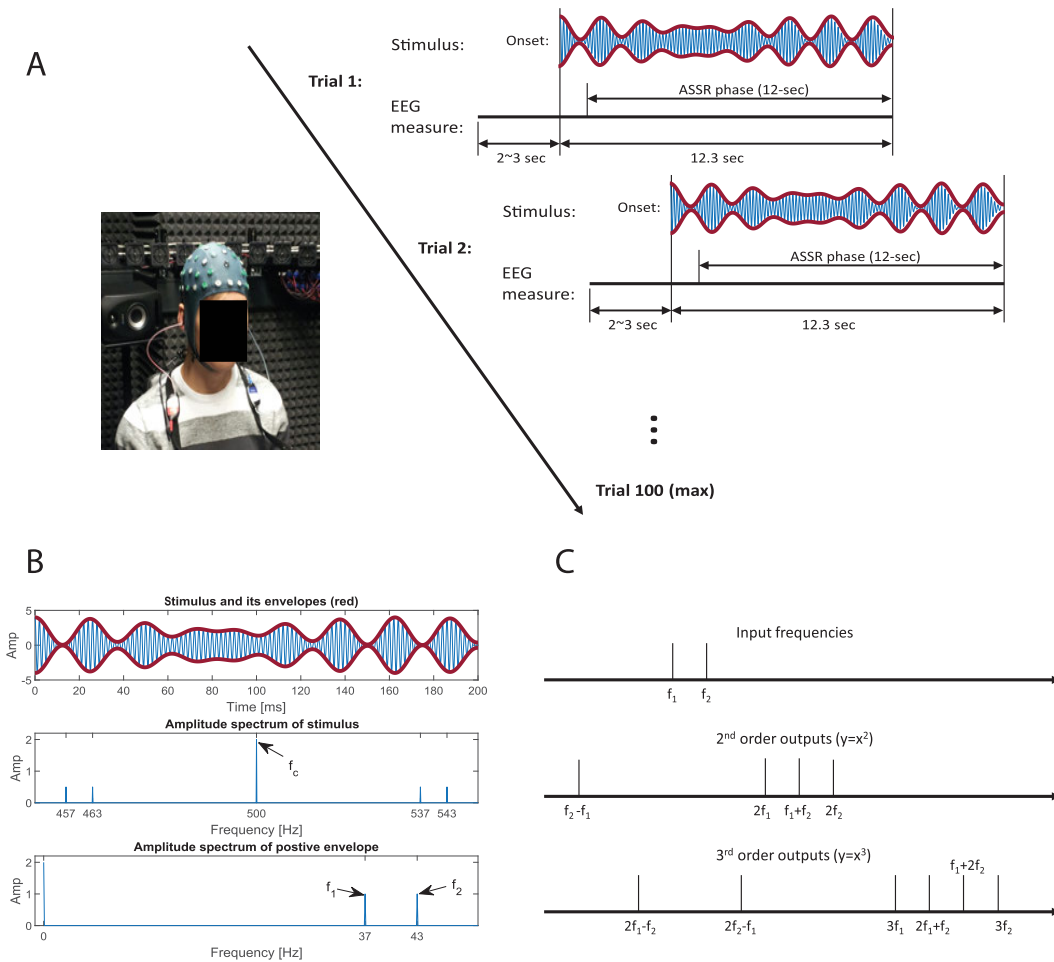 A
Stimulus:
Onset:
Trial 1:
ASSR phase (12-sec)
EEG
measure:
2~3 sec
12.3 sec
Stimulus:
Onset:
Trial 2:
ASSR phase (12-sec)
EEG
measure:
2~3 sec
12.3 sec
Trial 100 (max)
B
Stimulus and its envelopes (red)
5
0
-5
Amp
0 20 40 60 80 100 120 140 160 180 200
Time [ms]
Amplitude spectrum of stimulus
2
1
0
Amp
f_c
457 463 500 537 543
Frequency [Hz]
Amplitude spectrum of postive envelope
2
1
0
Amp
f_1
f_2
0 37 43
Frequency [Hz]
C
Input frequencies
f_1 f_2
2^nd order outputs (y=x^2)
f_2-f_1 2f_1 f_1+f_2 2f_2
3^rd order outputs (y=x^3)
f_1+2f_2
2f_1-f_2 2f_2-f_1 3f_1 2f_1+f_2 3f_2